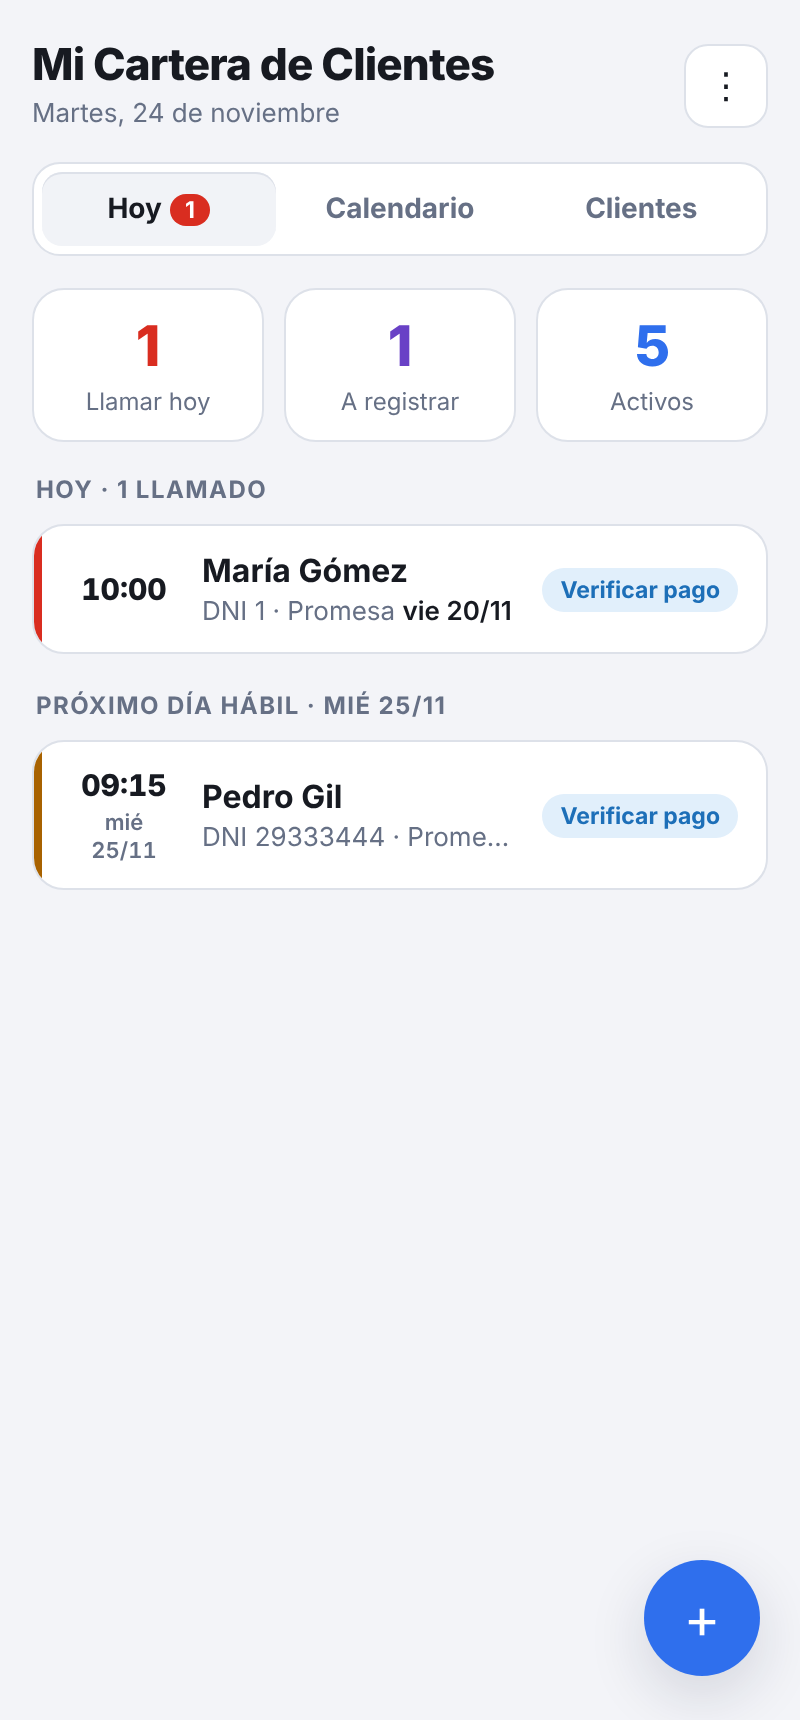 Mi Cartera de Clientes
Martes, 24 de noviembre
⋮
Hoy 1
Calendario
Clientes
1
Llamar hoy
1
A registrar
5
Activos
HOY · 1 LLAMADO
10:00
María Gómez
DNI 1 · Promesa vie 20/11
Verificar pago
PRÓXIMO DÍA HÁBIL · MIÉ 25/11
09:15
mié
25/11
Pedro Gil
DNI 29333444 · Prome...
Verificar pago
+